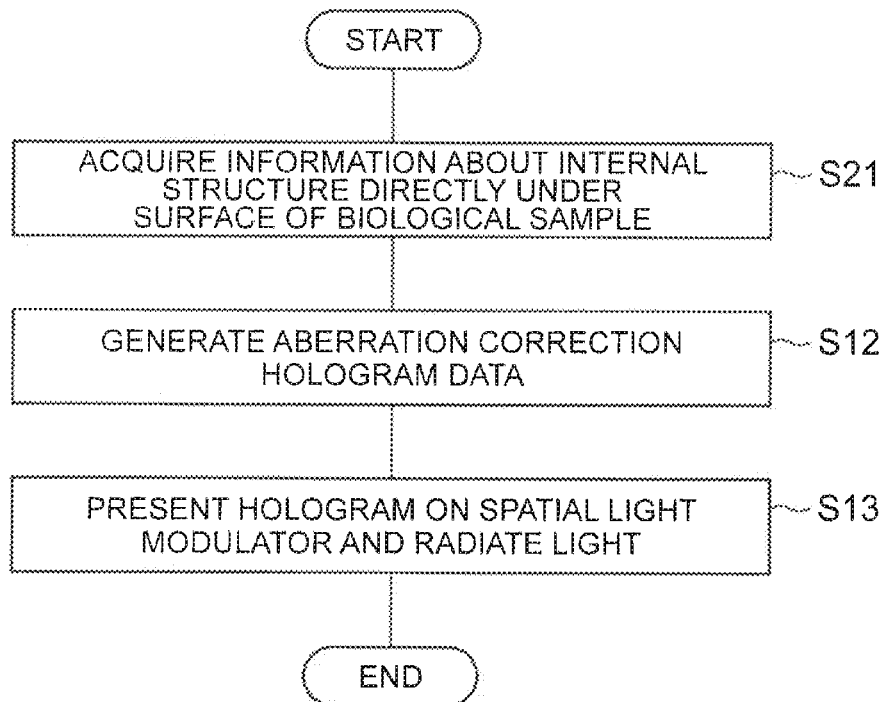 START
ACQUIRE INFORMATION ABOUT INTERNAL
STRUCTURE DIRECTLY UNDER
SURFACE OF BIOLOGICAL SAMPLE
S21
GENERATE ABERRATION CORRECTION
HOLOGRAM DATA
S12
PRESENT HOLOGRAM ON SPATIAL LIGHT
MODULATOR AND RADIATE LIGHT
S13
END